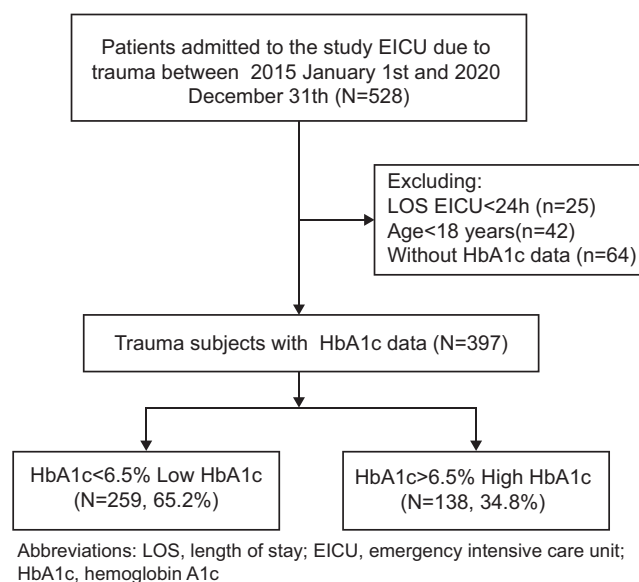 Patients admitted to the study EICU due to
trauma between 2015 January 1st and 2020
December 31th (N=528)
Excluding:
LOS EICU<24h (n=25)
Age<18 years(n=42)
Without HbA1c data (n=64)
Trauma subjects with HbA1c data (N=397)
HbA1c<6.5% Low HbA1c
(N=259, 65.2%)
HbA1c>6.5% High HbA1c
(N=138, 34.8%)
Abbreviations: LOS, length of stay; EICU, emergency intensive care unit;
HbA1c, hemoglobin A1c